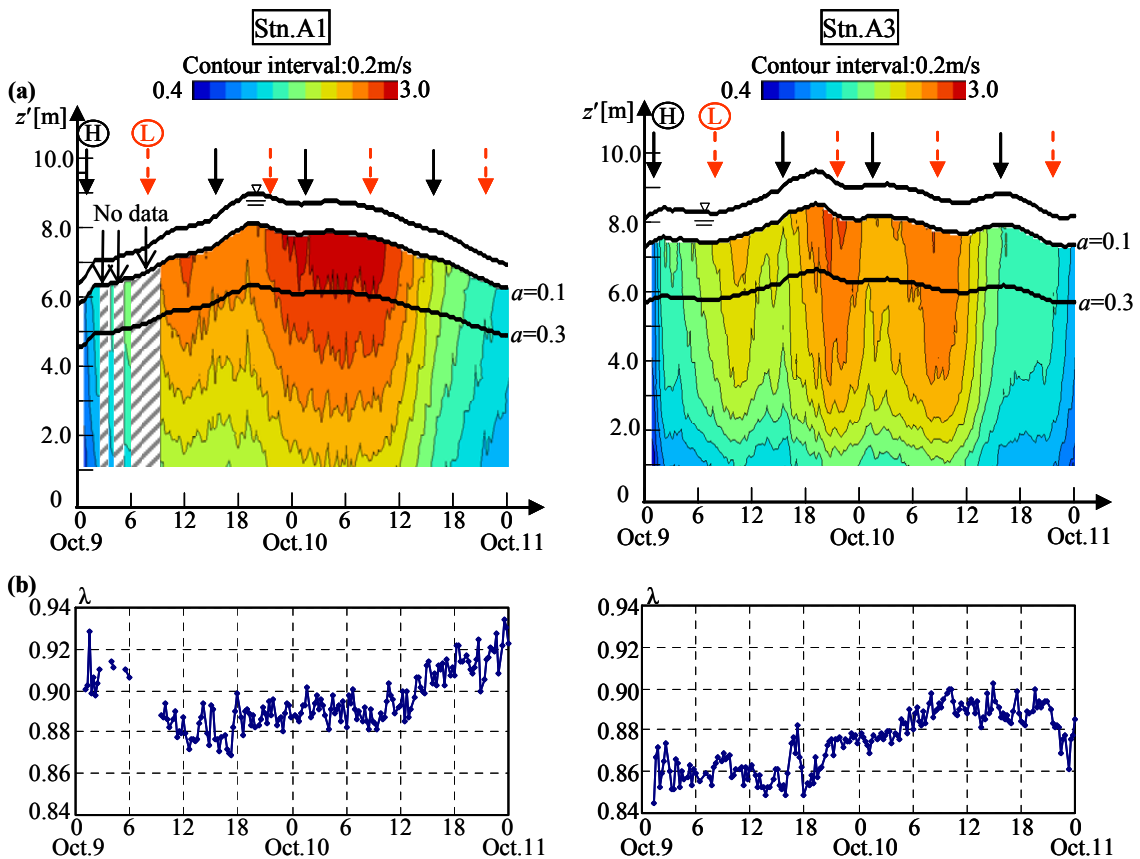 Stn.A1
Stn.A3
(a)
Contour interval:0.2m/s
0.4
3.0
Contour interval:0.2m/s
0.4
3.0
z′[m]
H
L
10.0
8.0
6.0
4.0
2.0
0
No data
a=0.1
a=0.3
0 6 12 18 0 6 12 18 0
Oct.9 Oct.10 Oct.11
z′[m]
H
L
10.0
8.0
6.0
4.0
2.0
0
a=0.1
a=0.3
0 6 12 18 0 6 12 18 0
Oct.9 Oct.10 Oct.11
(b)
λ
0.94
0.92
0.90
0.88
0.86
0.84
0 6 12 18 0 6 12 18 0
Oct.9 Oct.10 Oct.11
λ
0.94
0.92
0.90
0.88
0.86
0.84
0 6 12 18 0 6 12 18 0
Oct.9 Oct.10 Oct.11